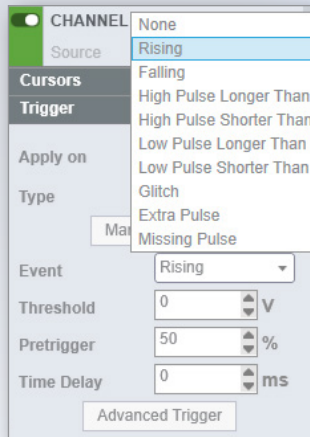 CHANNEL
Source
None
Rising
Falling
High Pulse Longer Than
High Pulse Shorter Than
Low Pulse Longer Than
Low Pulse Shorter Than
Glitch
Extra Pulse
Missing Pulse
Cursors
Trigger
Apply on
Type
Event Rising
Threshold 0 V
Pretrigger 50 %
Time Delay 0 ms
Advanced Trigger